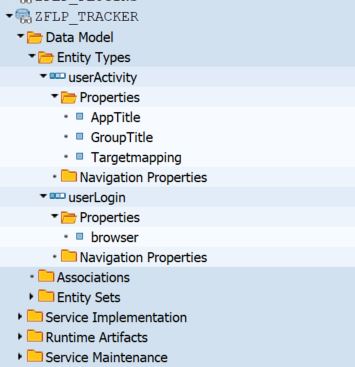 ZFLP_TRACKER
Data Model
Entity Types
userActivity
Properties
AppTitle
GroupTitle
Targetmapping
Navigation Properties
userLogin
Properties
browser
Navigation Properties
Associations
Entity Sets
Service Implementation
Runtime Artifacts
Service Maintenance